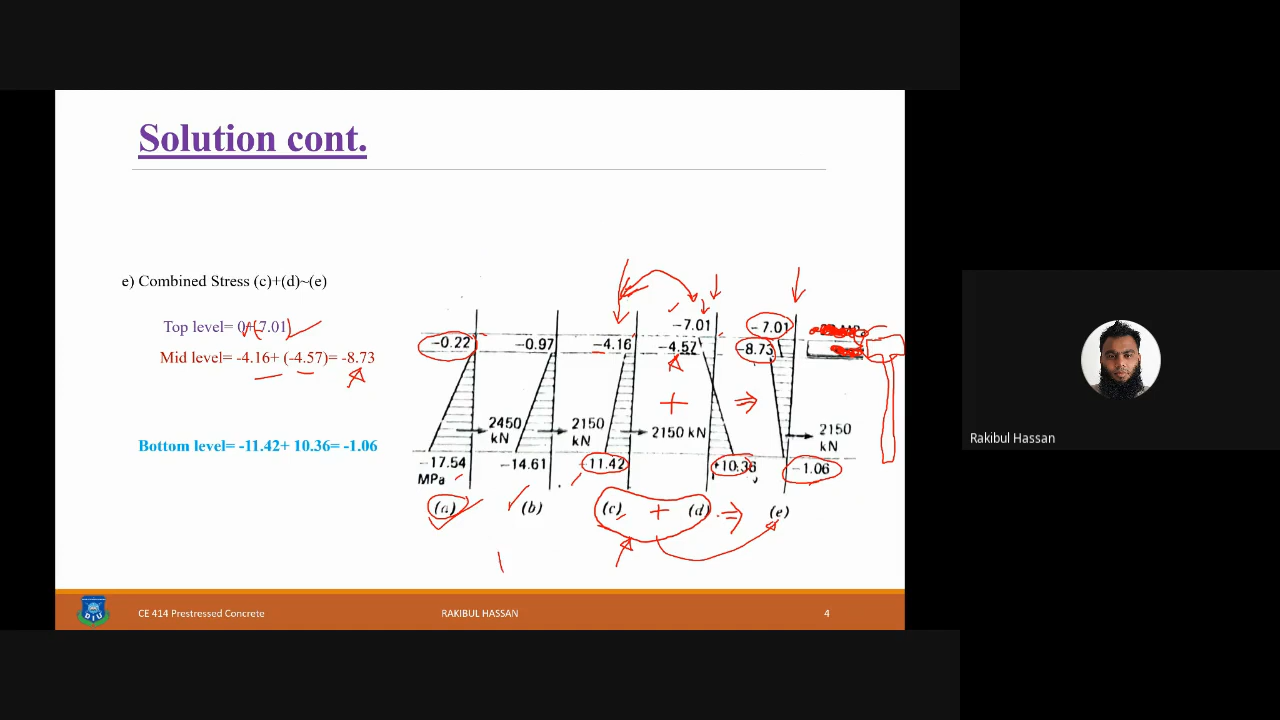 Solution cont.
e) Combined Stress (c)+(d)~(e)
Top level= 0+(-7.01)
Mid level= -4.16+ (-4.57)= -8.73
Bottom level= -11.42+ 10.36= -1.06
-7.01 -7.01
-0.22 -0.97 -4.16 -4.57 -8.73
2450 kN
2150 kN
2150 kN
2150 kN
-17.54 -14.61 -11.42 +10.36 -1.06
MPa
(a) (b) (c) + (d) (e)
CE 414 Prestressed Concrete RAKIBUL HASSAN 4
DIU
Rakibul Hassan